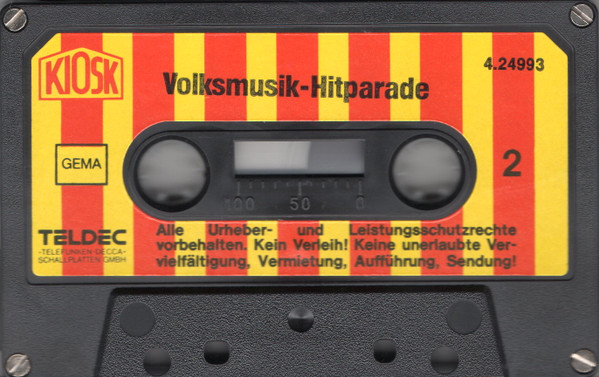 KIOSK
Volksmusik-Hitparade
4.24993
GEMA
2
100 50 0
TELDEC
·TELEFUNKEN·DECCA·
SCHALLPLATTEN GMBH
Alle Urheber- und Leistungsschutzrechte
vorbehalten. Kein Verleih! Keine unerlaubte Ver-
vielfältigung, Vermietung, Aufführung, Sendung!